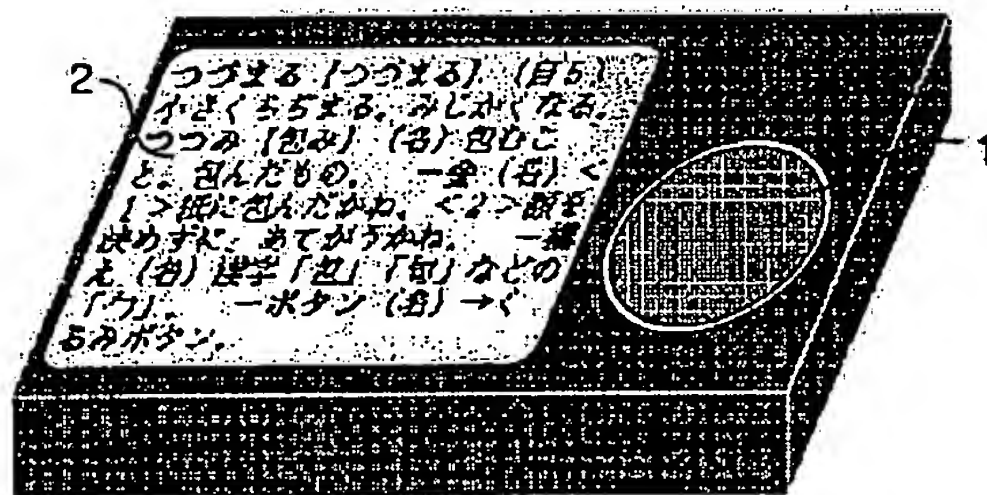 2
1
つづまる【つづまる】（自5）
小さくちぢまる。みじかくなる。
つつみ【包み】（名）包むこ
と。包んだもの。 ー金（名）＜
1＞紙に包んだかね。＜2＞額を
決めずに、あてがうかね。 ー構
え（名）漢字「包」「匂」などの
「勹」。 ーボタン（名）→く
るみボタン。